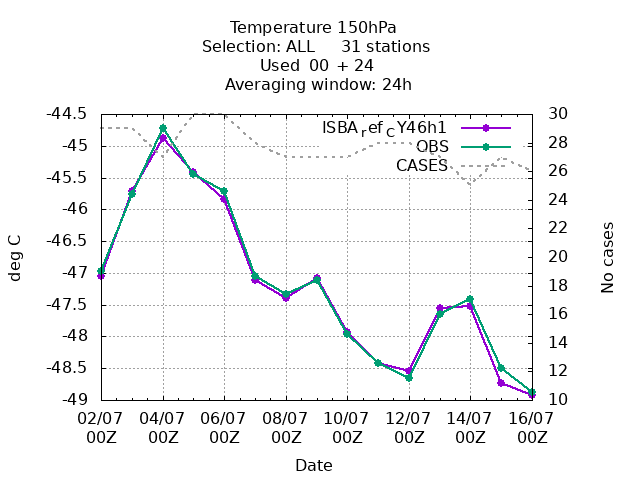 Temperature 150hPa
Selection: ALL 31 stations
Used 00 + 24
Averaging window: 24h
-44.5
-45
-45.5
-46
-46.5
-47
-47.5
-48
-48.5
-49
30
28
26
24
22
20
18
16
14
12
10
ISBA_ref_CY46h1
OBS
CASES
deg C
No cases
02/07 04/07 06/07 08/07 10/07 12/07 14/07 16/07
00Z 00Z 00Z 00Z 00Z 00Z 00Z 00Z
Date